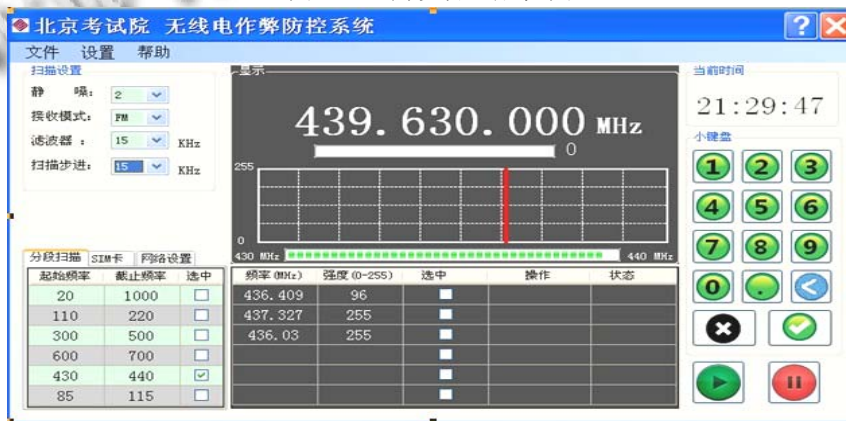 北京考试院 无线电作弊防控系统
文件 设置 帮助
扫描设置
静 噪: 2
接收模式: FM
滤波器 : 15 KHz
扫描步进: 15 KHz
显示
439.630.000 MHz
0
255
0
430 MHz 440 MHz
当前时间
21:29:47
小键盘
1 2 3
4 5 6
7 8 9
0 .
分段扫描 SIM卡 网络设置
起始频率 截止频率 选中
20 1000
110 220
300 500
600 700
430 440
85 115
频率(MHz) 强度(0-255) 选中 操作 状态
436.409 96
437.327 255
436.03 255